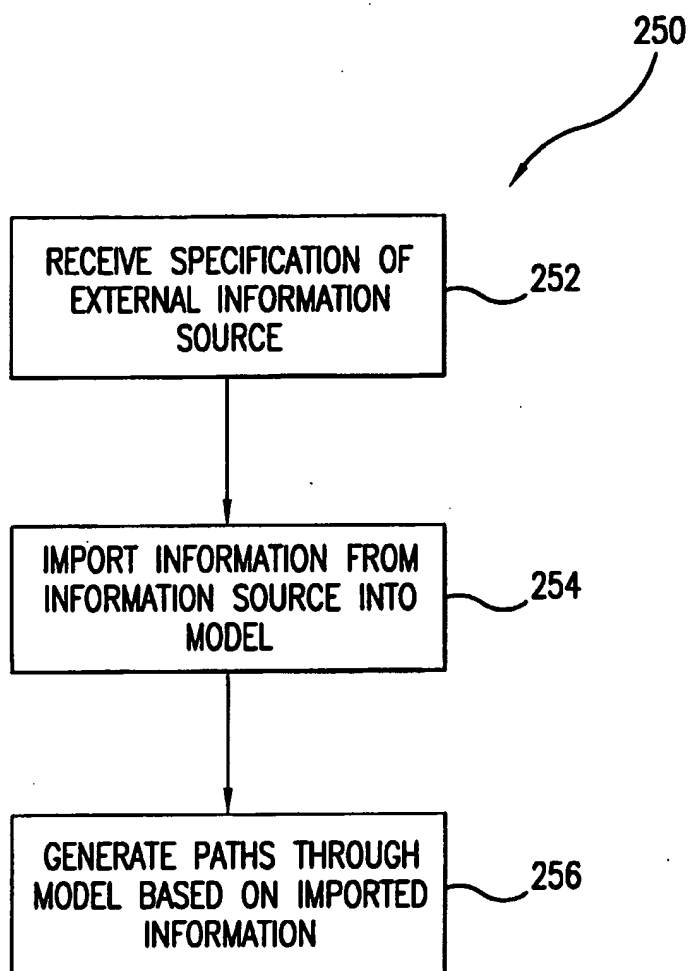 250
RECEIVE SPECIFICATION OF
EXTERNAL INFORMATION
SOURCE
252
IMPORT INFORMATION FROM
INFORMATION SOURCE INTO
MODEL
254
GENERATE PATHS THROUGH
MODEL BASED ON IMPORTED
INFORMATION
256